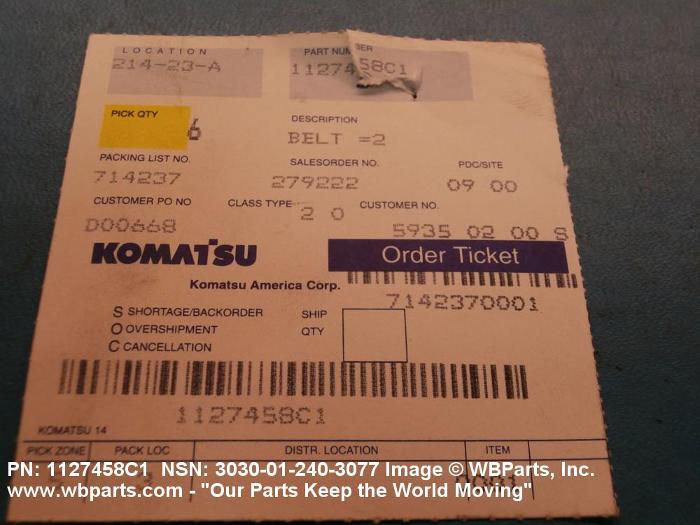 LOCATION PART NUMBER
214-23-A 1127458C1
PICK QTY DESCRIPTION
6 BELT =2
PACKING LIST NO. SALESORDER NO. PDC/SITE
714237 279222 09 00
CUSTOMER PO NO CLASS TYPE 2 0 CUSTOMER NO.
D00668 5935 02 00 S
KOMATSU Order Ticket
Komatsu America Corp.
7142370001
S SHORTAGE/BACKORDER SHIP
O OVERSHIPMENT QTY
C CANCELLATION
1127458C1
KOMATSU 14
PICK ZONE PACK LOC DISTR. LOCATION ITEM
PN: 1127458C1 NSN: 3030-01-240-3077 Image © WBParts, Inc.
www.wbparts.com - "Our Parts Keep the World Moving"